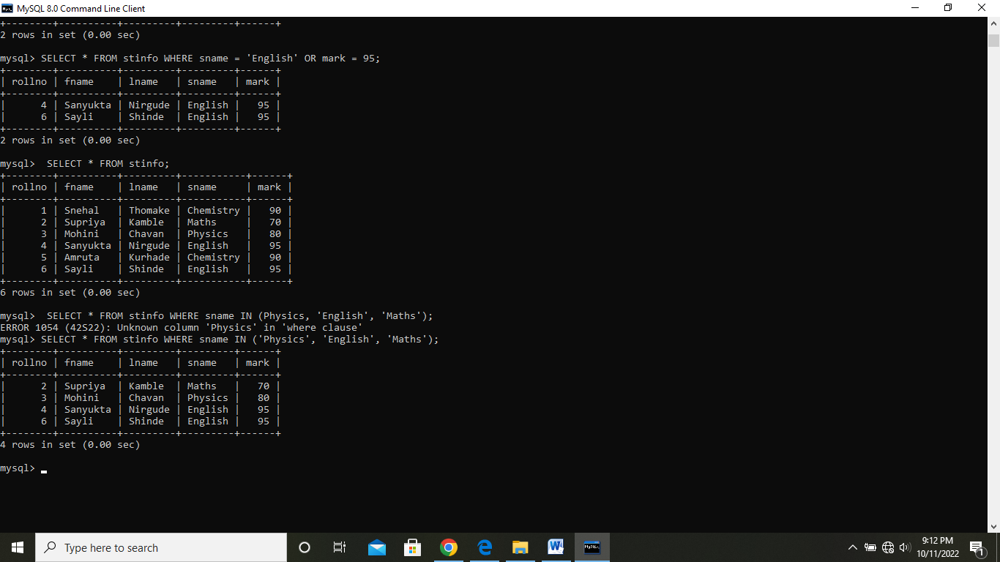 MySQL 8.0 Command Line Client
+--------+----------+---------+---------+------+
2 rows in set (0.00 sec)
mysql> SELECT * FROM stinfo WHERE sname = 'English' OR mark = 95;
+--------+----------+---------+---------+------+
| rollno | fname    | lname   | sname   | mark |
+--------+----------+---------+---------+------+
|      4 | Sanyukta | Nirgude | English |   95 |
|      6 | Sayli    | Shinde  | English |   95 |
+--------+----------+---------+---------+------+
2 rows in set (0.00 sec)
mysql>  SELECT * FROM stinfo;
+--------+----------+---------+-----------+------+
| rollno | fname    | lname   | sname     | mark |
+--------+----------+---------+-----------+------+
|      1 | Snehal   | Thomake | Chemistry |   90 |
|      2 | Supriya  | Kamble  | Maths     |   70 |
|      3 | Mohini   | Chavan  | Physics   |   80 |
|      4 | Sanyukta | Nirgude | English   |   95 |
|      5 | Amruta   | Kurhade | Chemistry |   90 |
|      6 | Sayli    | Shinde  | English   |   95 |
+--------+----------+---------+-----------+------+
6 rows in set (0.00 sec)
mysql>  SELECT * FROM stinfo WHERE sname IN (Physics, 'English', 'Maths');
ERROR 1054 (42S22): Unknown column 'Physics' in 'where clause'
mysql> SELECT * FROM stinfo WHERE sname IN ('Physics', 'English', 'Maths');
+--------+----------+---------+---------+------+
| rollno | fname    | lname   | sname   | mark |
+--------+----------+---------+---------+------+
|      2 | Supriya  | Kamble  | Maths   |   70 |
|      3 | Mohini   | Chavan  | Physics |   80 |
|      4 | Sanyukta | Nirgude | English |   95 |
|      6 | Sayli    | Shinde  | English |   95 |
+--------+----------+---------+---------+------+
4 rows in set (0.00 sec)
mysql>
Type here to search
9:12 PM
10/11/2022
1